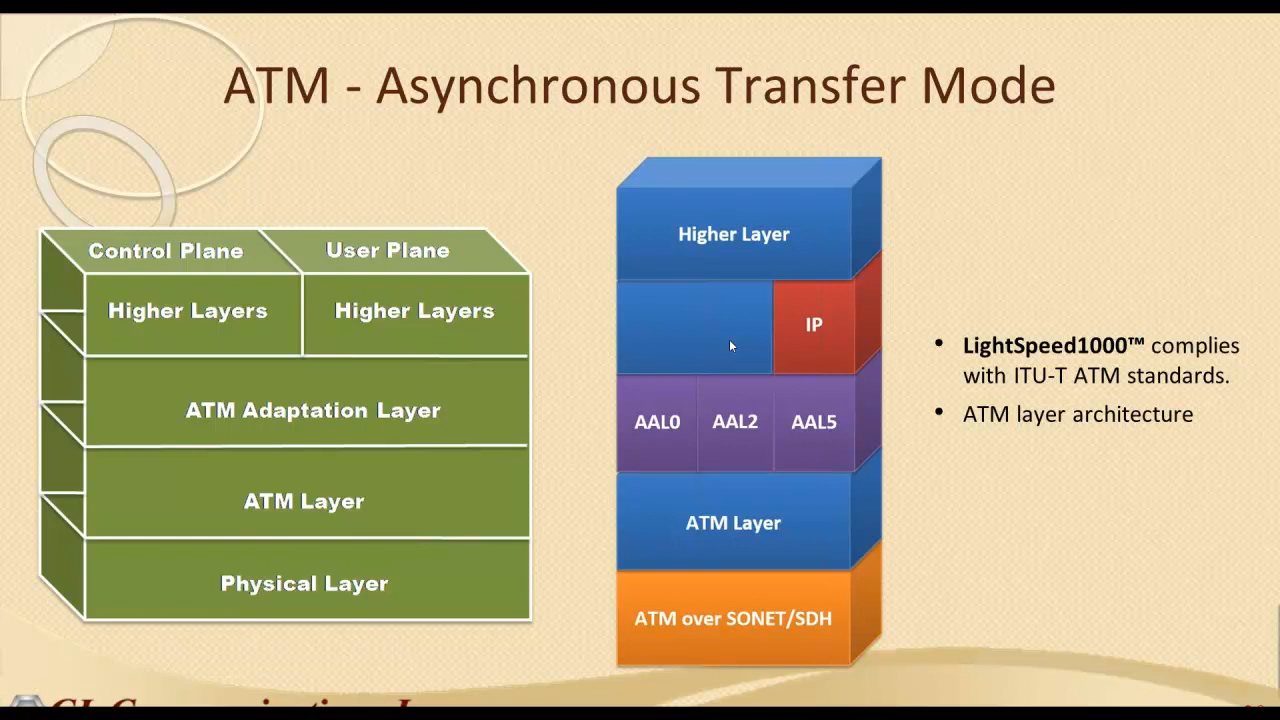 ATM - Asynchronous Transfer Mode
Control Plane
User Plane
Higher Layers
Higher Layers
ATM Adaptation Layer
ATM Layer
Physical Layer
Higher Layer
IP
AAL0
AAL2
AAL5
ATM Layer
ATM over SONET/SDH
• LightSpeed1000™ complies
with ITU-T ATM standards.
• ATM layer architecture